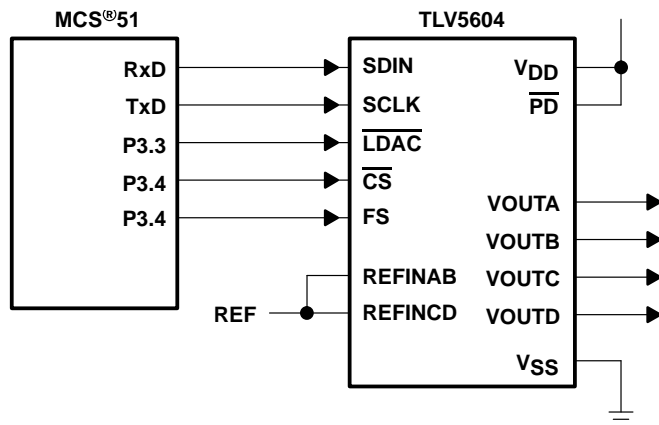 MCS®51
TLV5604
RxD
TxD
P3.3
P3.4
P3.4
SDIN
SCLK
LDAC
CS
FS
REFINAB
REFINCD
REF
VDD
PD
VOUTA
VOUTB
VOUTC
VOUTD
VSS